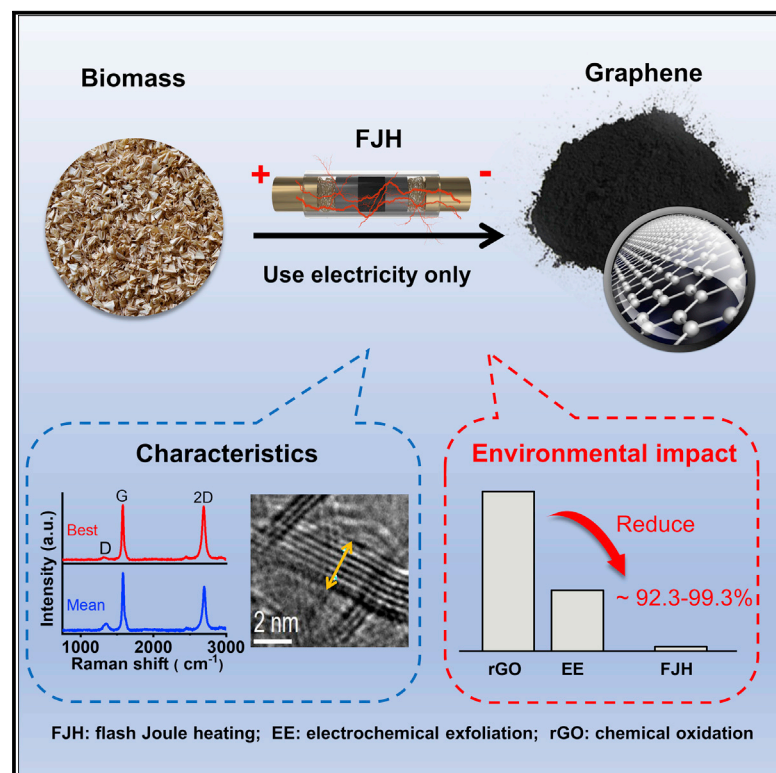 Biomass
Graphene
FJH
+
-
Use electricity only
Characteristics
Intensity (a.u.)
Best
D
G
2D
Mean
1000
2000
3000
Raman shift ( cm-1)
2 nm
Environmental impact
Reduce
~ 92.3-99.3%
rGO
EE
FJH
FJH: flash Joule heating; EE: electrochemical exfoliation; rGO: chemical oxidation